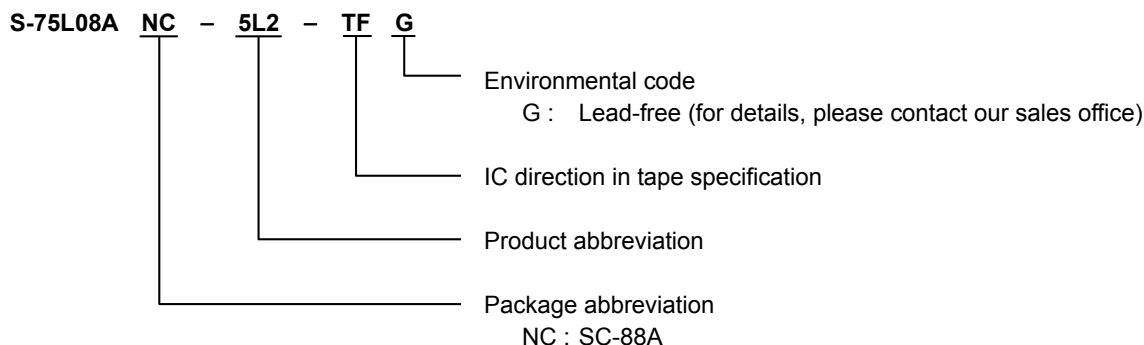 S-75L08A NC – 5L2 – TF G
Environmental code
G : Lead-free (for details, please contact our sales office)
IC direction in tape specification
Product abbreviation
Package abbreviation
NC : SC-88A